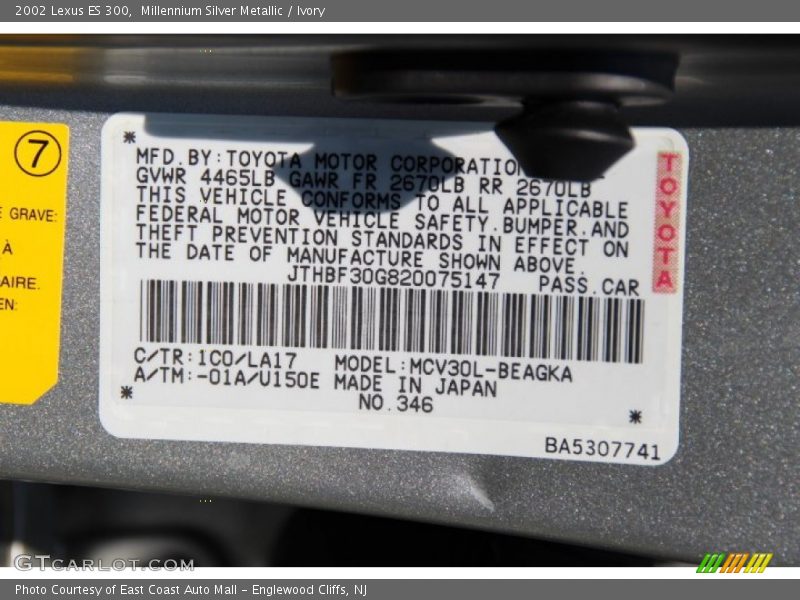 2002 Lexus ES 300, Millennium Silver Metallic / Ivory
7
E GRAVE:
À
AIRE.
EN:
*
MFD.BY:TOYOTA MOTOR CORPORATION
GVWR 4465LB GAWR FR 2670LB RR 2670LB
THIS VEHICLE CONFORMS TO ALL APPLICABLE
FEDERAL MOTOR VEHICLE SAFETY.BUMPER.AND
THEFT PREVENTION STANDARDS IN EFFECT ON
THE DATE OF MANUFACTURE SHOWN ABOVE.
JTHBF30G820075147 PASS.CAR
TOYOTA
C/TR:1C0/LA17 MODEL:MCV30L-BEAGKA
A/TM:-01A/U150E MADE IN JAPAN
* NO.346 *
BA5307741
GTCARLOT.COM
Photo Courtesy of East Coast Auto Mall - Englewood Cliffs, NJ